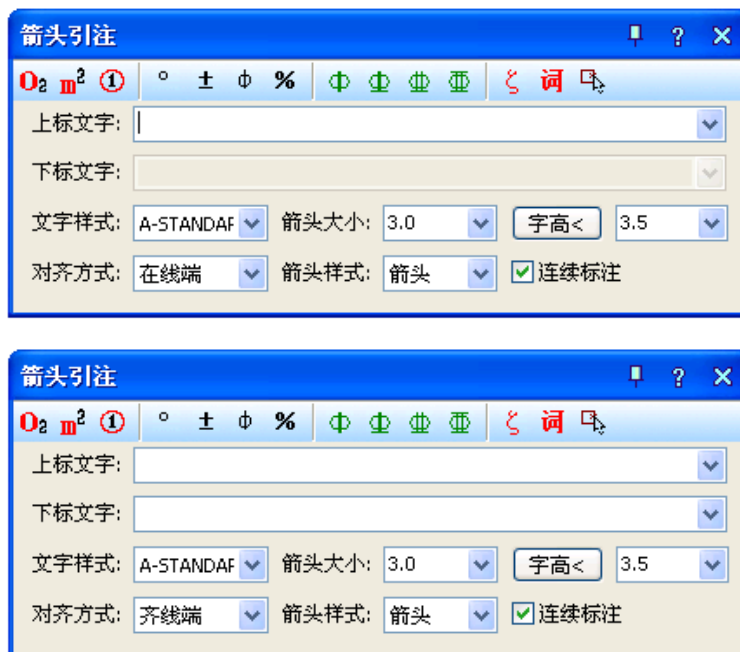 箭头引注 ?
O₂ m² ① ° ± ф % ζ 词
上标文字:
下标文字:
文字样式: A-STANDAR 箭头大小: 3.0 字高< 3.5
对齐方式: 在线端 箭头样式: 箭头 连续标注
箭头引注 ?
O₂ m² ① ° ± ф % ζ 词
上标文字:
下标文字:
文字样式: A-STANDAR 箭头大小: 3.0 字高< 3.5
对齐方式: 齐线端 箭头样式: 箭头 连续标注